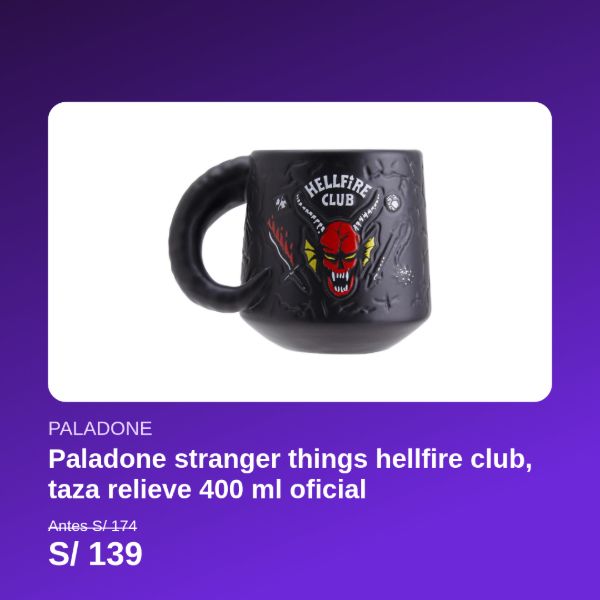 HELLFIRE
CLUB
PALADONE
Paladone stranger things hellfire club,
taza relieve 400 ml oficial
Antes S/ 174
S/ 139